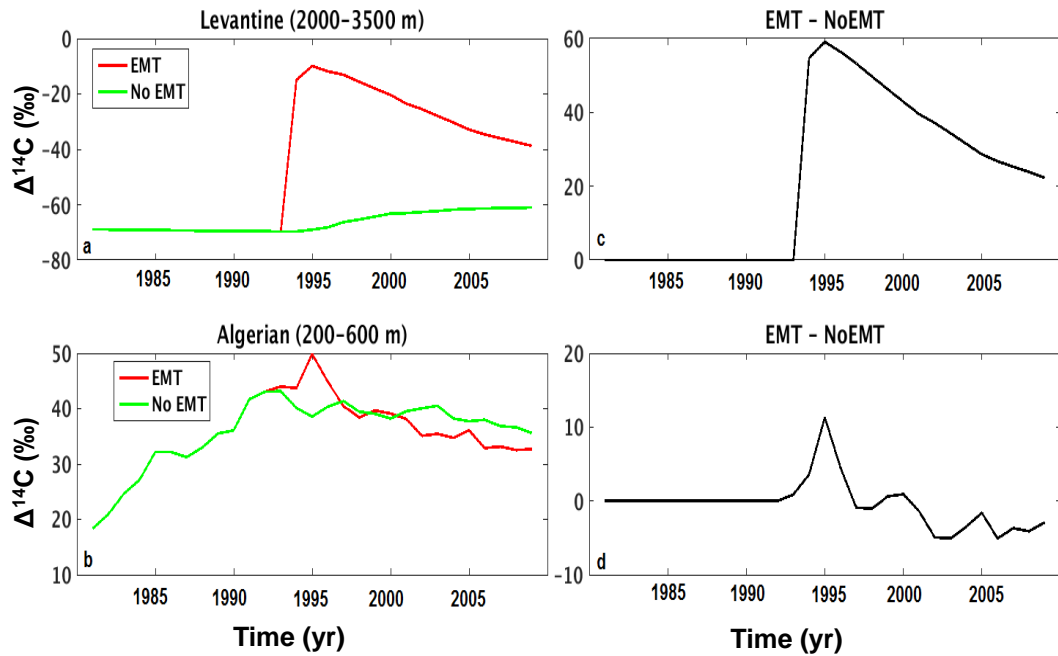 Levantine (2000–3500 m)
EMT – NoEMT
Δ¹⁴C (‰)
0
−20
−40
−60
−80
EMT
No EMT
a
1985
1990
1995
2000
2005
60
40
20
0
c
1985
1990
1995
2000
2005
Algerian (200–600 m)
EMT – NoEMT
Δ¹⁴C (‰)
50
40
30
20
10
EMT
No EMT
b
1985
1990
1995
2000
2005
Time (yr)
20
10
0
−10
d
1985
1990
1995
2000
2005
Time (yr)